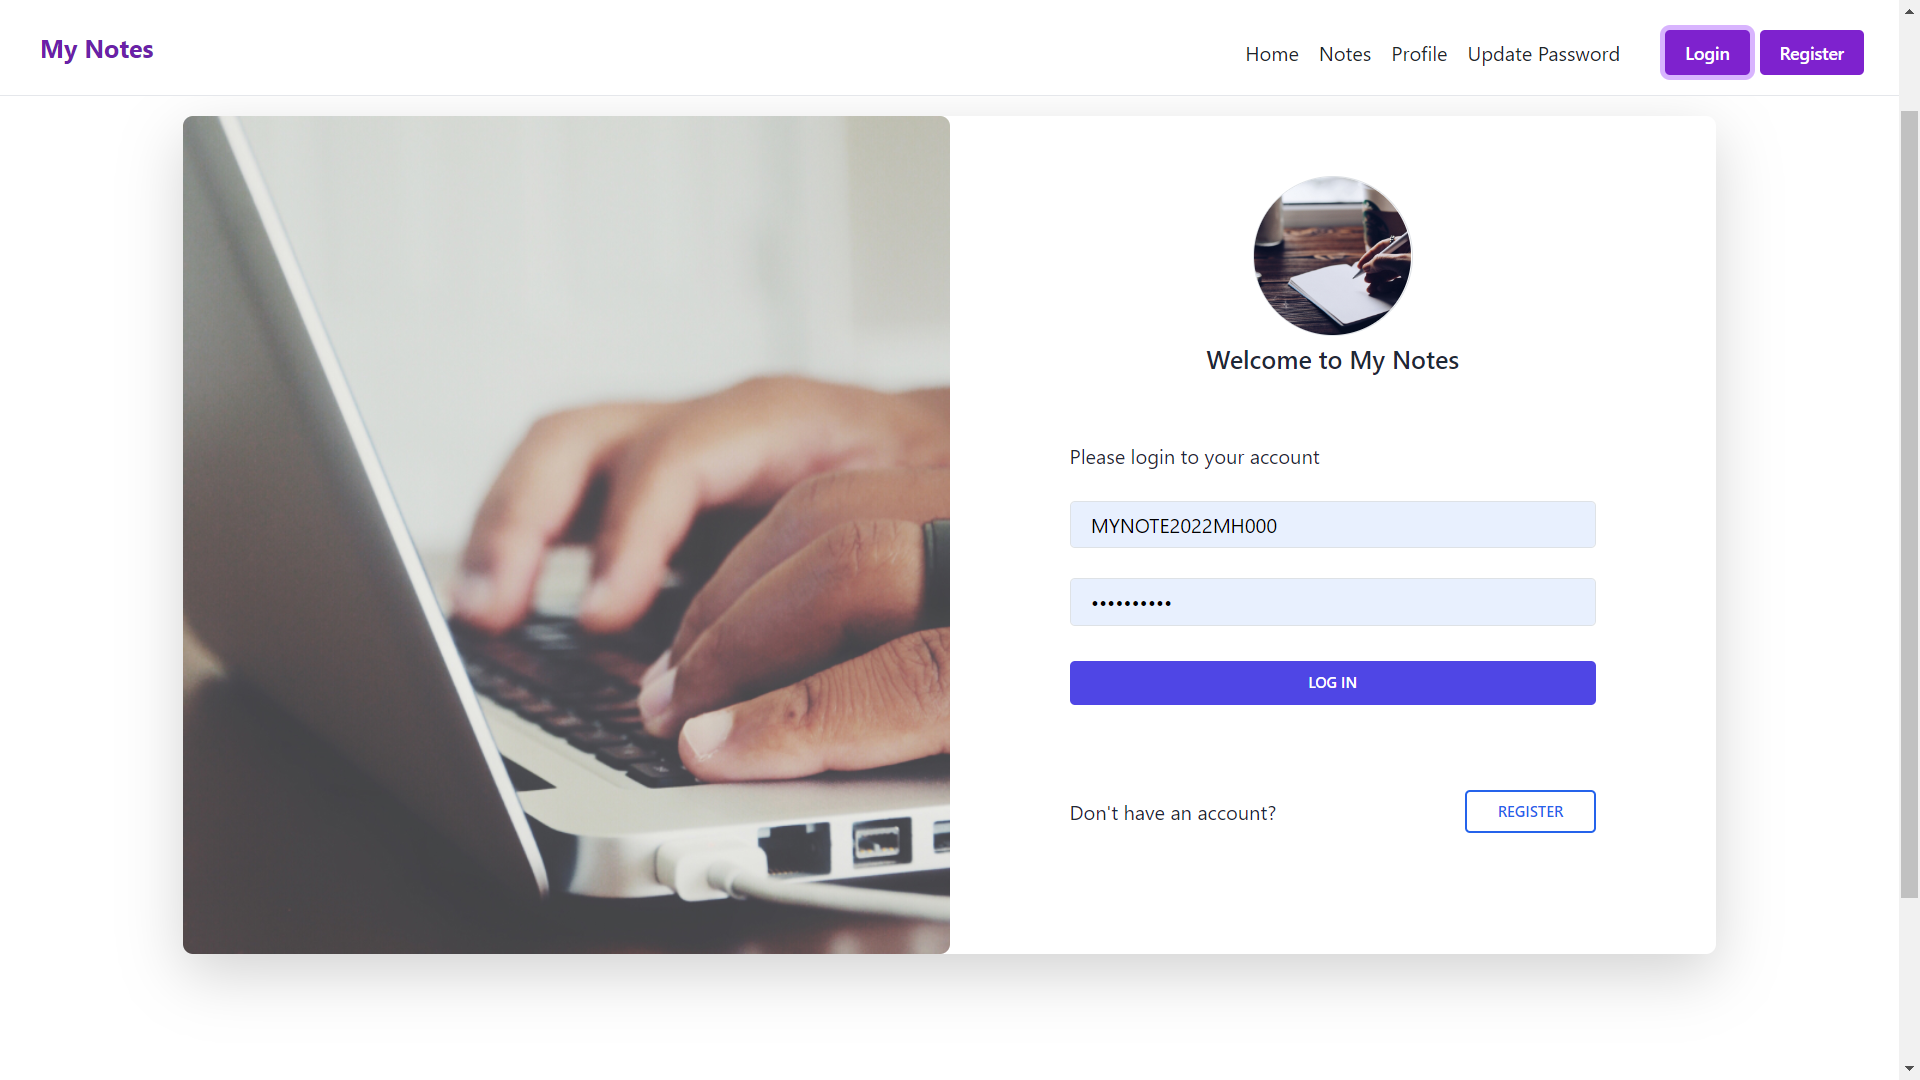 My Notes
Home Notes Profile Update Password Login Register
Welcome to My Notes
Please login to your account
MYNOTE2022MH000
••••••••••
LOG IN
Don't have an account? REGISTER